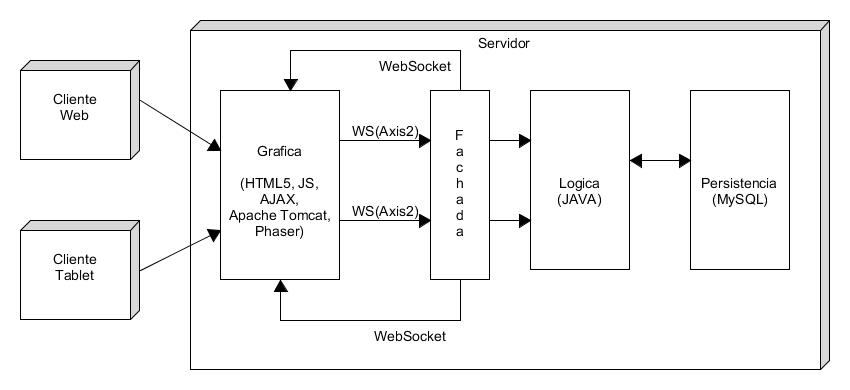 Servidor
WebSocket
Cliente
Web
Grafica
(HTML5, JS,
AJAX,
Apache Tomcat,
Phaser)
WS(Axis2)
WS(Axis2)
F
a
c
h
a
d
a
Logica
(JAVA)
Persistencia
(MySQL)
Cliente
Tablet
WebSocket